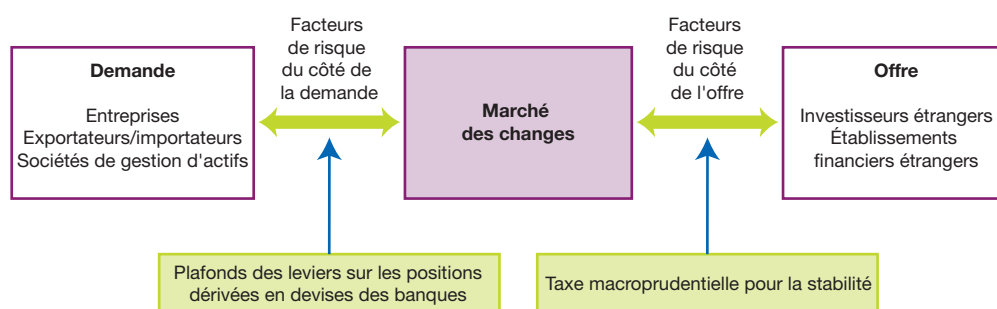 Demande
Entreprises
Exportateurs/importateurs
Sociétés de gestion d'actifs
Facteurs
de risque
du côté de
la demande
Marché
des changes
Facteurs
de risque
du côté
de l'offre
Offre
Investisseurs étrangers
Établissements
financiers étrangers
Plafonds des leviers sur les positions
dérivées en devises des banques
Taxe macroprudentielle pour la stabilité